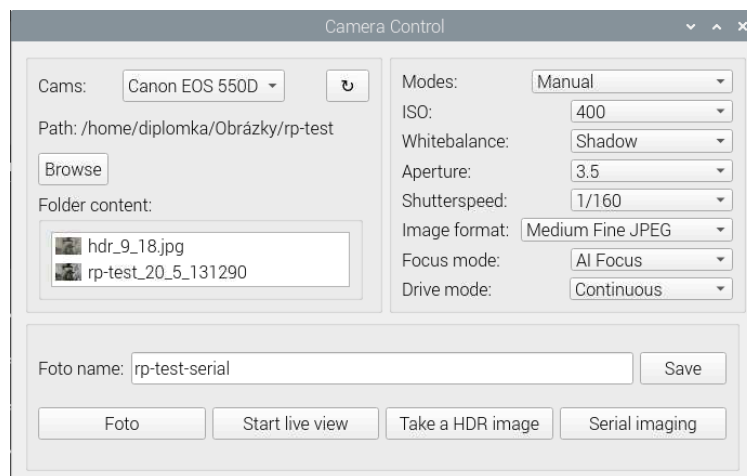 Camera Control
Cams: Canon EOS 550D
Path: /home/diplomka/Obrázky/rp-test
Browse
Folder content:
hdr_9_18.jpg
rp-test_20_5_131290
Modes: Manual
ISO: 400
Whitebalance: Shadow
Aperture: 3.5
Shutterspeed: 1/160
Image format: Medium Fine JPEG
Focus mode: AI Focus
Drive mode: Continuous
Foto name: rp-test-serial Save
Foto Start live view Take a HDR image Serial imaging